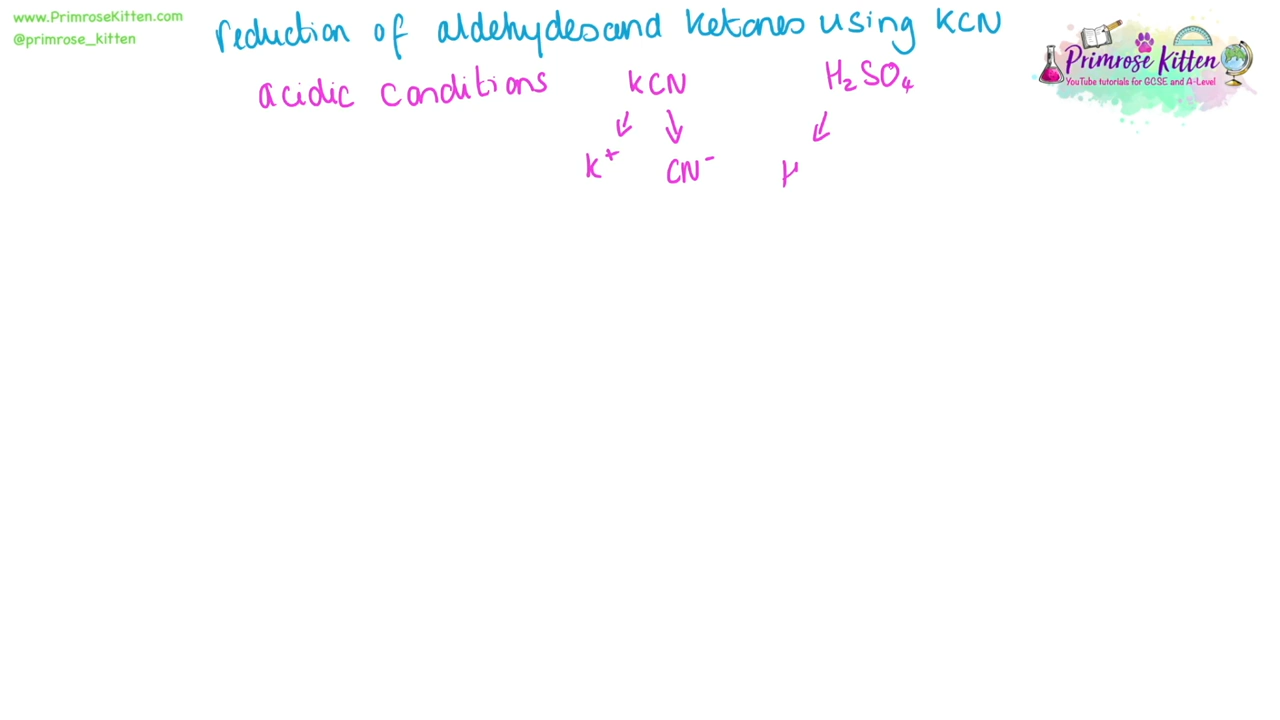 www.PrimroseKitten.com
@primrose_kitten
reduction of aldehydes and ketones using KCN
acidic conditions KCN H₂SO₄
K⁺ CN⁻ H
Primrose Kitten
YouTube tutorials for GCSE and A-Level